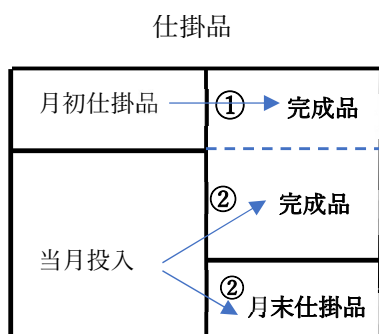 仕掛品
月初仕掛品 ① 完成品
② 完成品
当月投入
② 月末仕掛品